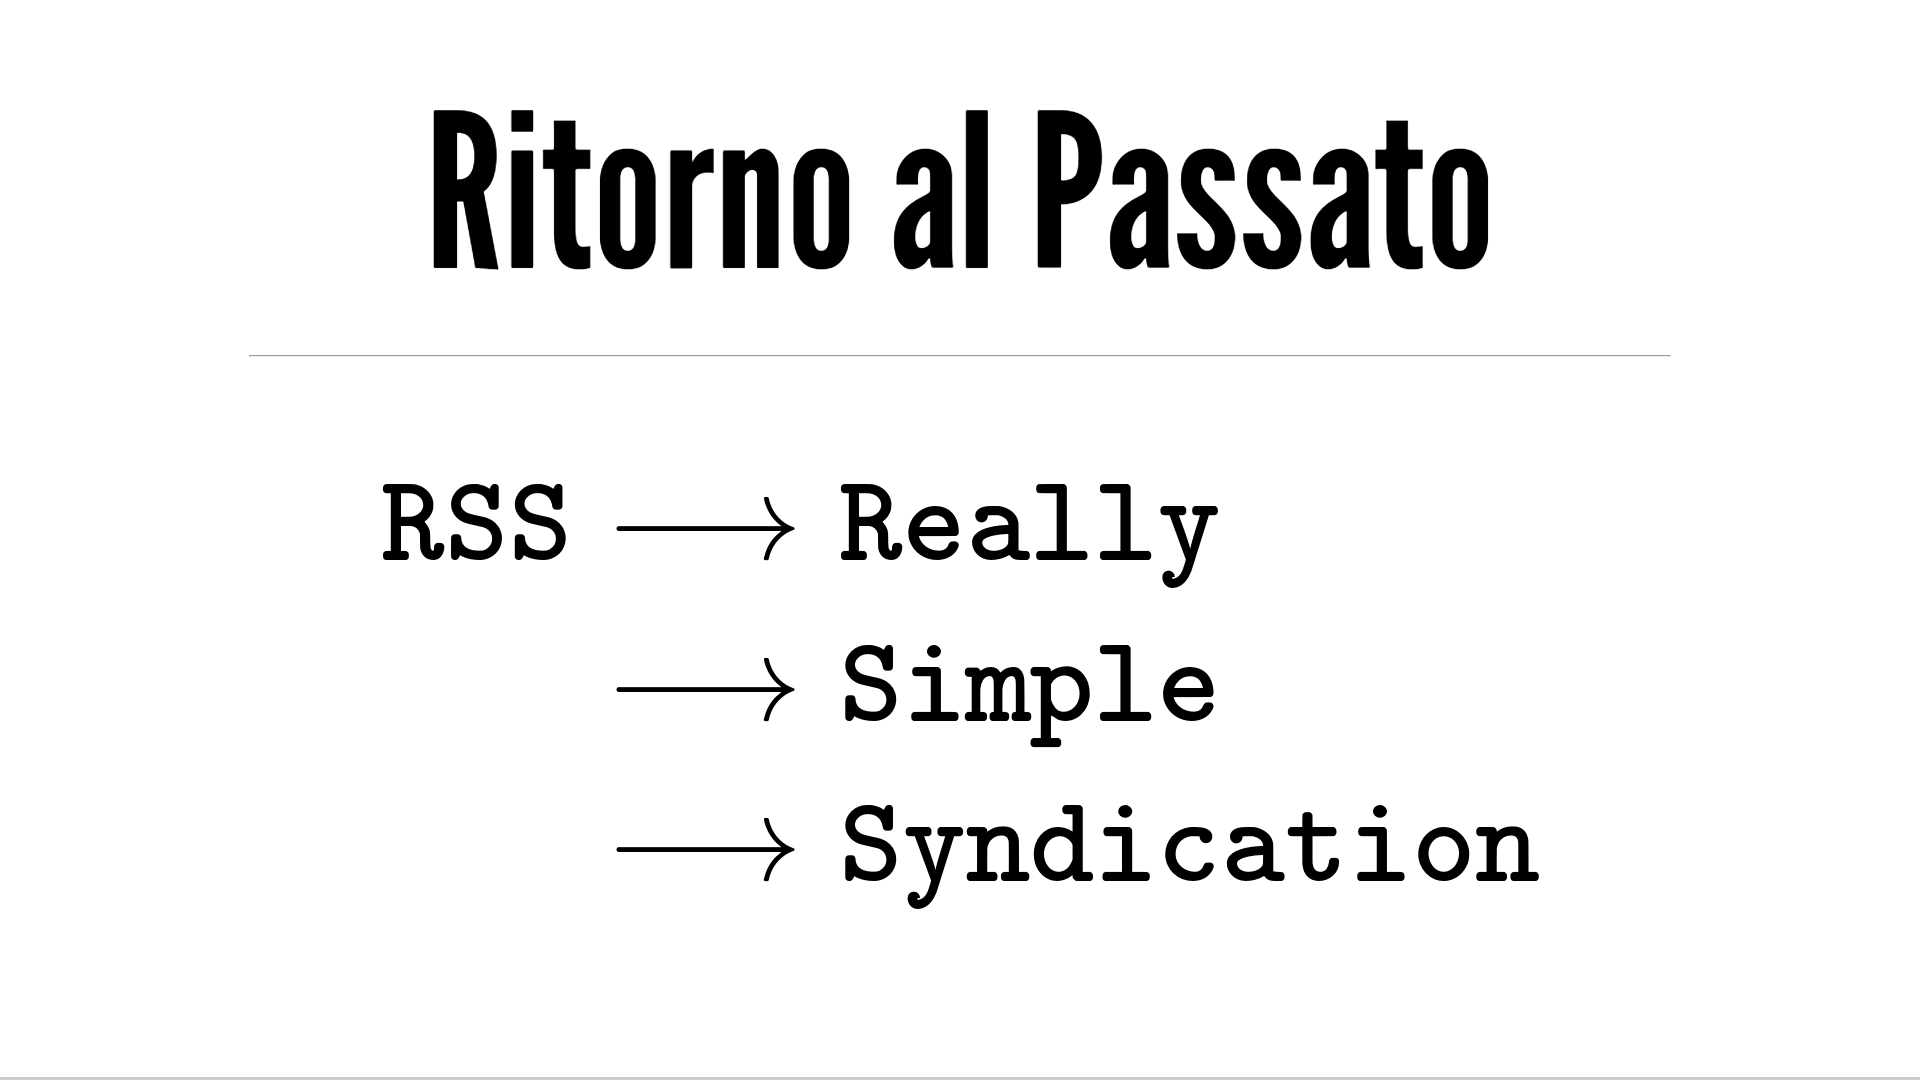 Ritorno al Passato
RSS ⟶ Really
⟶ Simple
⟶ Syndication